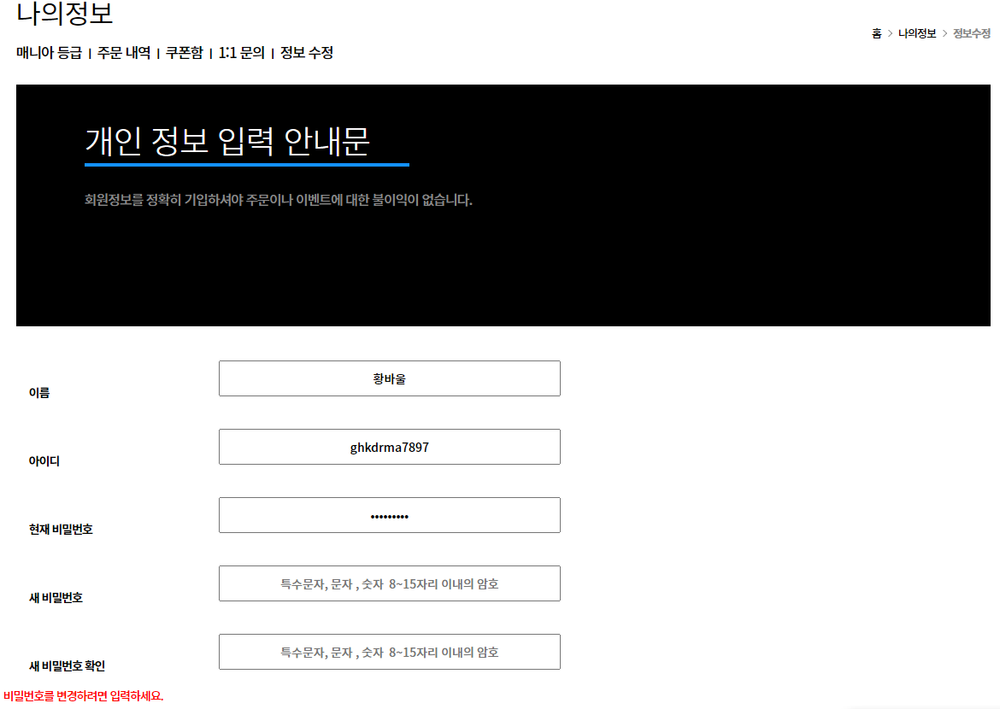 나의정보
홈 > 나의정보 > 정보수정
매니아 등급 | 주문 내역 | 쿠폰함 | 1:1 문의 | 정보 수정
개인 정보 입력 안내문
회원정보를 정확히 기입하셔야 주문이나 이벤트에 대한 불이익이 없습니다.
이름 황바울
아이디 ghkdrma7897
현재 비밀번호 •••••••••
새 비밀번호 특수문자, 문자 , 숫자 8~15자리 이내의 암호
새 비밀번호 확인 특수문자, 문자 , 숫자 8~15자리 이내의 암호
비밀번호를 변경하려면 입력하세요.